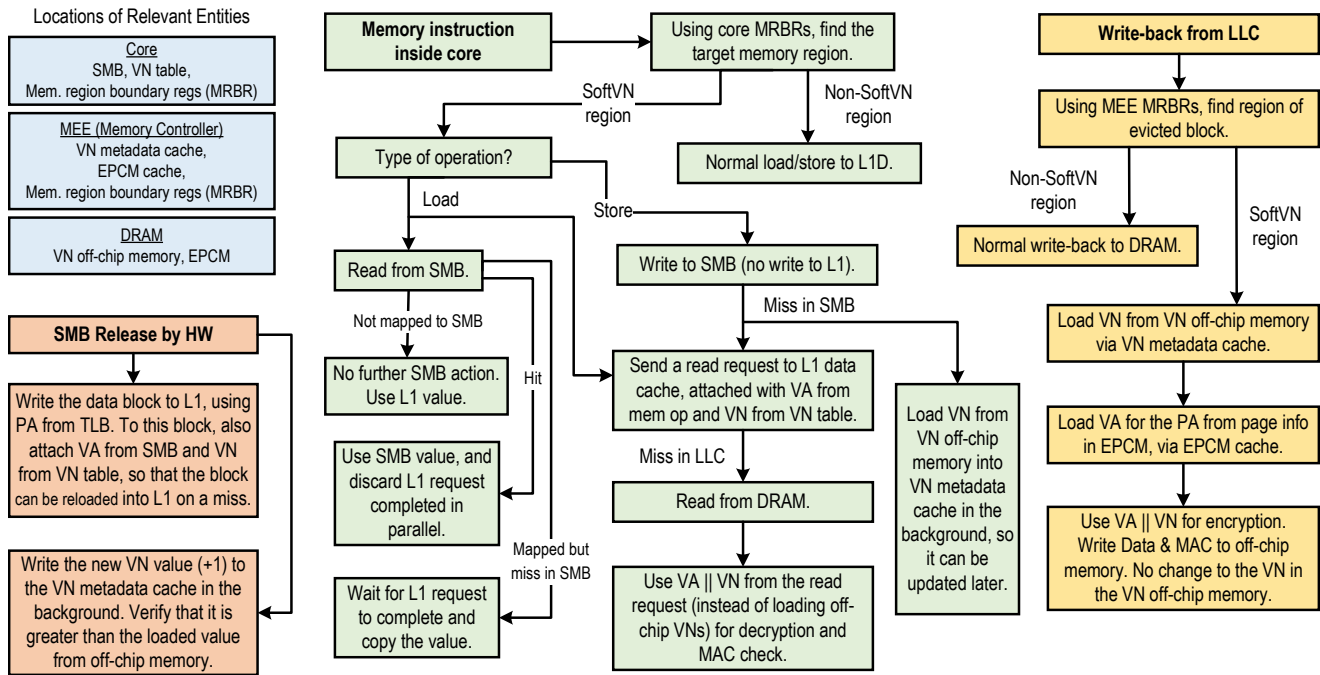 Locations of Relevant Entities
Core
SMB, VN table,
Mem. region boundary regs (MRBR)
MEE (Memory Controller)
VN metadata cache,
EPCM cache,
Mem. region boundary regs (MRBR)
DRAM
VN off-chip memory, EPCM
SMB Release by HW
Write the data block to L1, using
PA from TLB. To this block, also
attach VA from SMB and VN
from VN table, so that the block
can be reloaded into L1 on a miss.
Write the new VN value (+1) to
the VN metadata cache in the
background. Verify that it is
greater than the loaded value
from off-chip memory.
Memory instruction
inside core
Using core MRBRs, find the
target memory region.
SoftVN
region
Non-SoftVN
region
Type of operation?
Normal load/store to L1D.
Load
Store
Read from SMB.
Write to SMB (no write to L1).
Not mapped to SMB
Miss in SMB
No further SMB action.
Use L1 value.
Hit
Send a read request to L1 data
cache, attached with VA from
mem op and VN from VN table.
Load VN from
VN off-chip
memory into
VN metadata
cache in the
background, so
it can be
updated later.
Use SMB value, and
discard L1 request
completed in
parallel.
Miss in LLC
Read from DRAM.
Mapped but
miss in SMB
Wait for L1 request
to complete and
copy the value.
Use VA || VN from the read
request (instead of loading off-
chip VNs) for decryption and
MAC check.
Write-back from LLC
Using MEE MRBRs, find region of
evicted block.
Non-SoftVN
region
SoftVN
region
Normal write-back to DRAM.
Load VN from VN off-chip memory
via VN metadata cache.
Load VA for the PA from page info
in EPCM, via EPCM cache.
Use VA || VN for encryption.
Write Data & MAC to off-chip
memory. No change to the VN in
the VN off-chip memory.